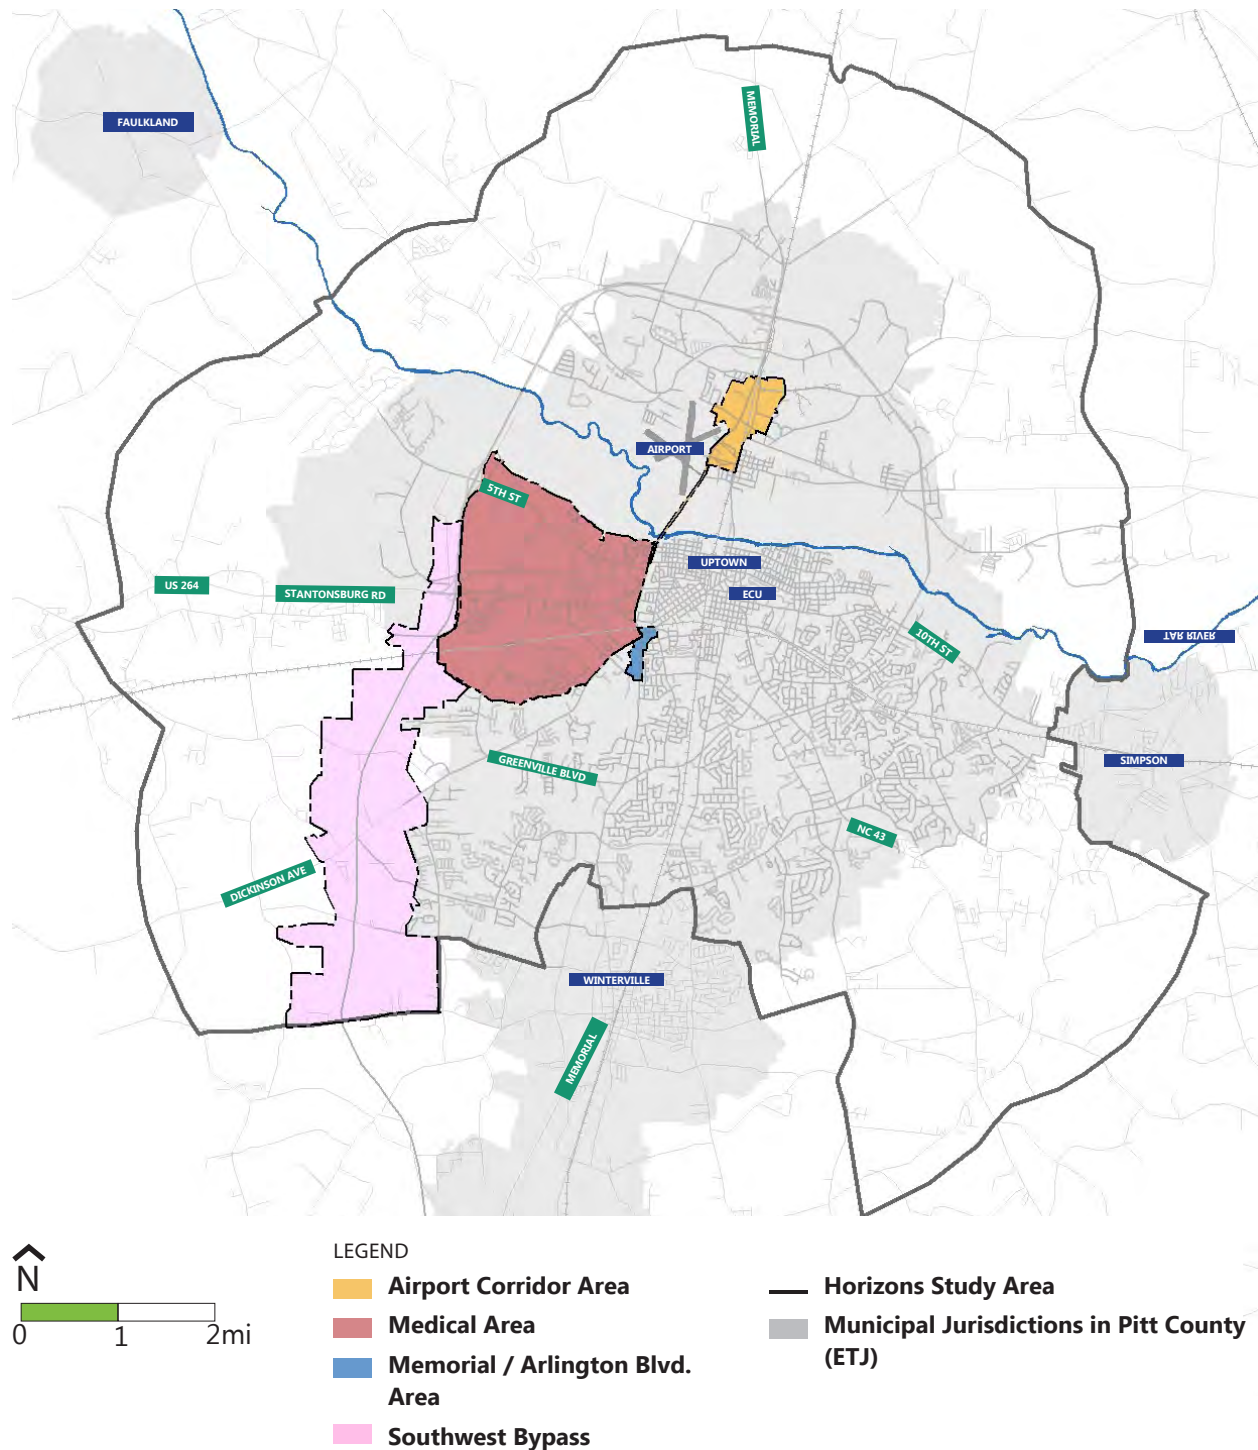 FAULKLAND
MEMORIAL
AIRPORT
5TH ST
UPTOWN
US 264
STANTONSBURG RD
ECU
10TH ST
TAR RIVER
GREENVILLE BLVD
SIMPSON
NC 43
DICKINSON AVE
WINTERVILLE
MEMORIAL
N
0 1 2mi
LEGEND
Airport Corridor Area
Medical Area
Memorial / Arlington Blvd.
Area
Southwest Bypass
Horizons Study Area
Municipal Jurisdictions in Pitt County
(ETJ)